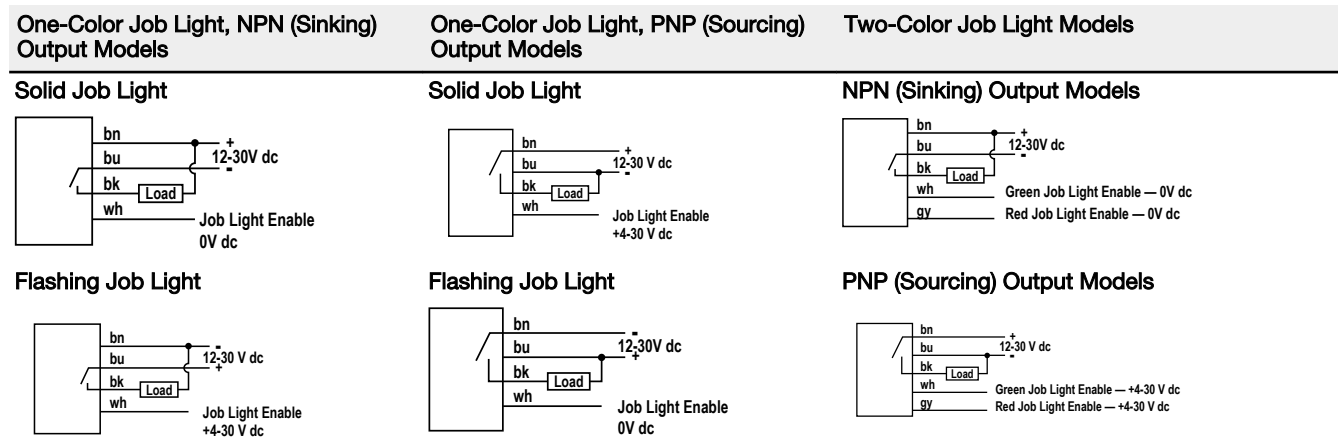 One-Color Job Light, NPN (Sinking)
Output Models
One-Color Job Light, PNP (Sourcing)
Output Models
Two-Color Job Light Models
Solid Job Light
bn
+
12-30V dc
bu
-
bk
Load
wh
Job Light Enable
0V dc
Solid Job Light
bn
+
12-30 V dc
bu
-
bk
Load
wh
Job Light Enable
+4-30 V dc
NPN (Sinking) Output Models
bn
+
12-30V dc
bu
-
bk
Load
wh
Green Job Light Enable — 0V dc
gy
Red Job Light Enable — 0V dc
Flashing Job Light
bn
-
12-30 V dc
bu
+
bk
Load
wh
Job Light Enable
+4-30 V dc
Flashing Job Light
bn
-
12-30V dc
bu
+
bk
Load
wh
Job Light Enable
0V dc
PNP (Sourcing) Output Models
bn
+
12-30 V dc
bu
-
bk
Load
wh
Green Job Light Enable — +4-30 V dc
gy
Red Job Light Enable — +4-30 V dc